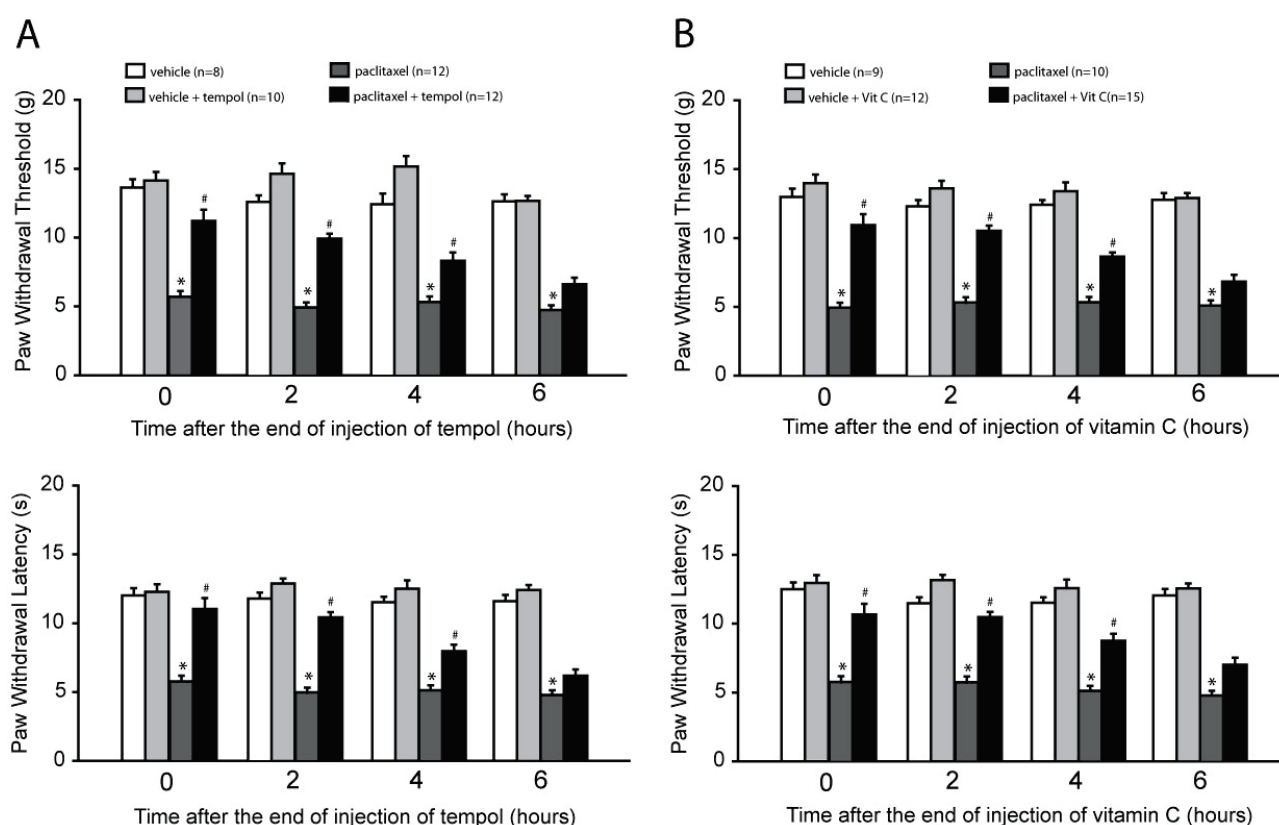 A
vehicle (n=8)
paclitaxel (n=12)
vehicle + tempol (n=10)
paclitaxel + tempol (n=12)
Paw Withdrawal Threshold (g)
20
15
10
5
0
#
#
#
*
*
*
*
0 2 4 6
Time after the end of injection of tempol (hours)
B
vehicle (n=9)
paclitaxel (n=10)
vehicle + Vit C (n=12)
paclitaxel + Vit C(n=15)
Paw Withdrawal Threshold (g)
20
15
10
5
0
#
#
#
*
*
*
*
0 2 4 6
Time after the end of injection of vitamin C (hours)
Paw Withdrawal Latency (s)
20
15
10
5
0
#
#
#
*
*
*
*
0 2 4 6
Time after the end of injection of tempol (hours)
Paw Withdrawal Latency (s)
20
15
10
5
0
#
#
#
*
*
*
*
0 2 4 6
Time after the end of injection of vitamin C (hours)